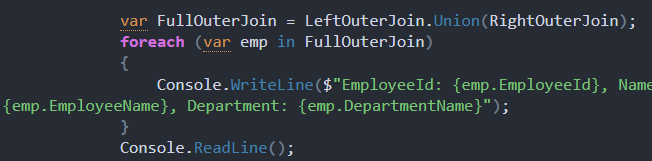 var FullOuterJoin = LeftOuterJoin.Union(RightOuterJoin);
foreach (var emp in FullOuterJoin)
{
Console.WriteLine($"EmployeeId: {emp.EmployeeId}, Name
{emp.EmployeeName}, Department: {emp.DepartmentName}");
}
Console.ReadLine();